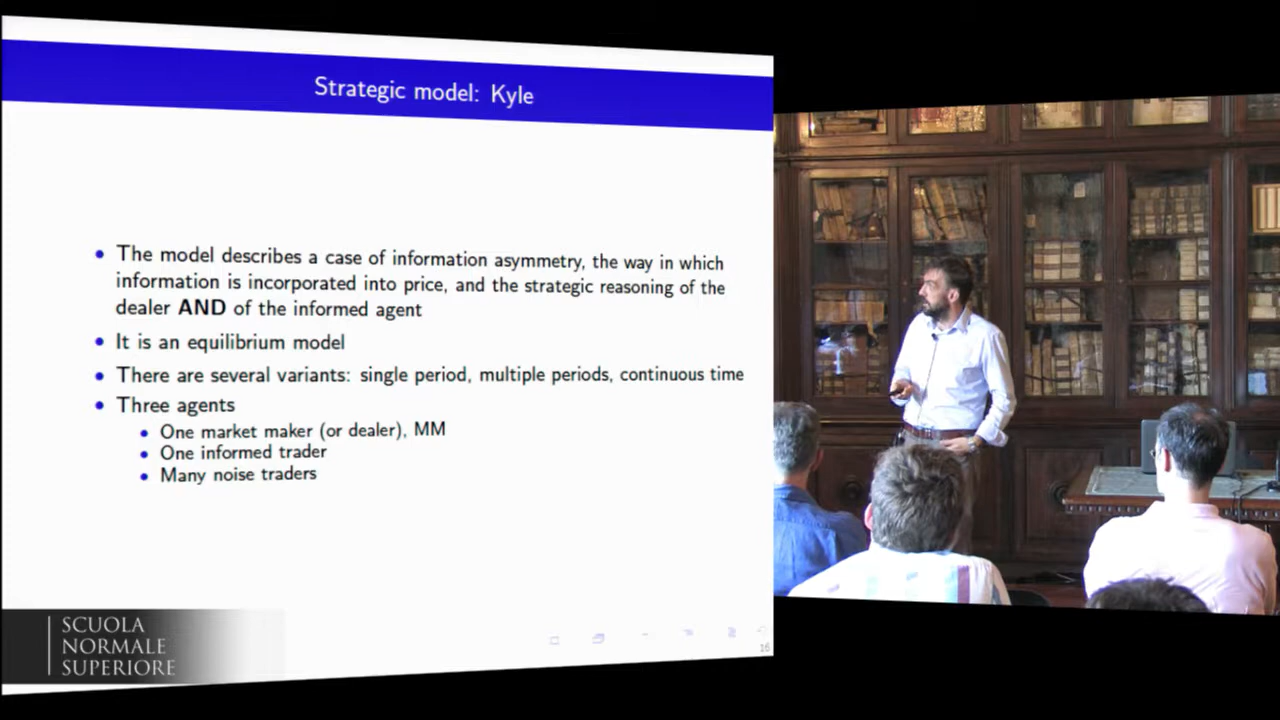 Strategic model: Kyle
• The model describes a case of information asymmetry, the way in which
information is incorporated into price, and the strategic reasoning of the
dealer AND of the informed agent
• It is an equilibrium model
• There are several variants: single period, multiple periods, continuous time
• Three agents
• One market maker (or dealer), MM
• One informed trader
• Many noise traders
16
SCUOLA
NORMALE
SUPERIORE